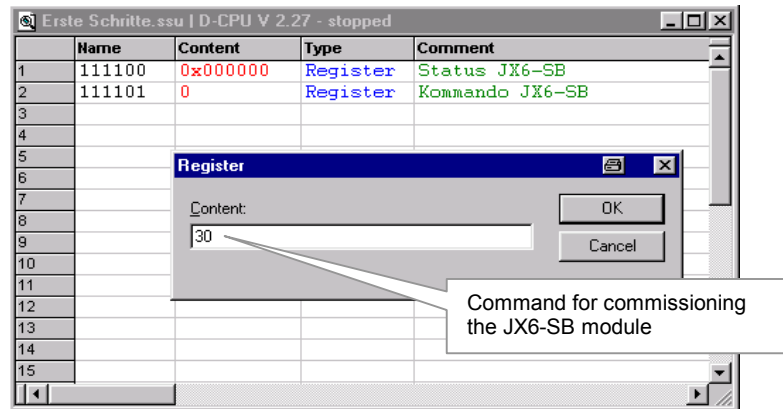 Erste Schritte.ssu | D-CPU V 2.27 - stopped
Name Content Type Comment
1 111100 0x000000 Register Status JX6-SB
2 111101 0 Register Kommando JX6-SB
3
4
5
6
7
8
9
10
11
12
13
14
15
Register
Content:
30
OK
Cancel
Command for commissioning
the JX6-SB module